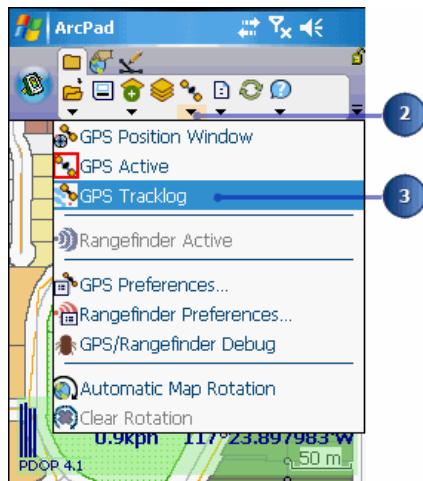 ArcPad
2
GPS Position Window
GPS Active
GPS Tracklog
3
Rangefinder Active
GPS Preferences...
Rangefinder Preferences...
GPS/Rangefinder Debug
Automatic Map Rotation
Clear Rotation
0.9kph 117°23.897983'W
PDOP 4.1
50 m